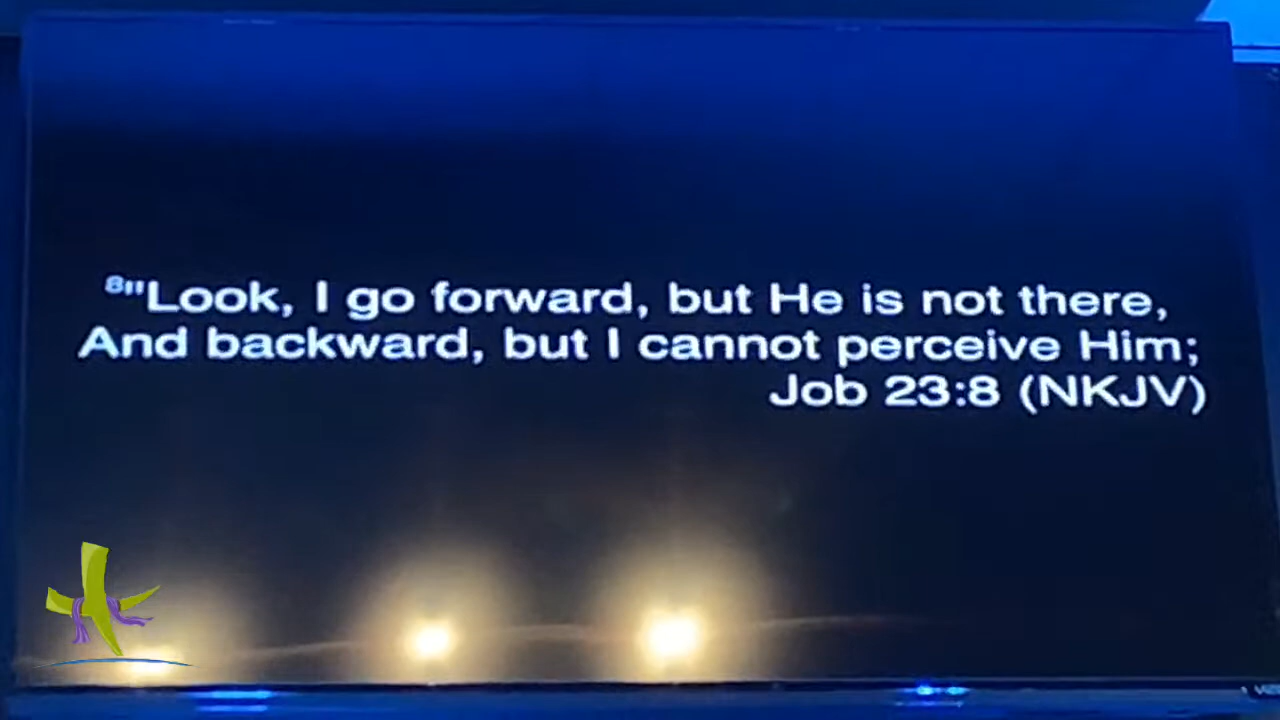 ⁸"Look, I go forward, but He is not there,
And backward, but I cannot perceive Him;
Job 23:8 (NKJV)